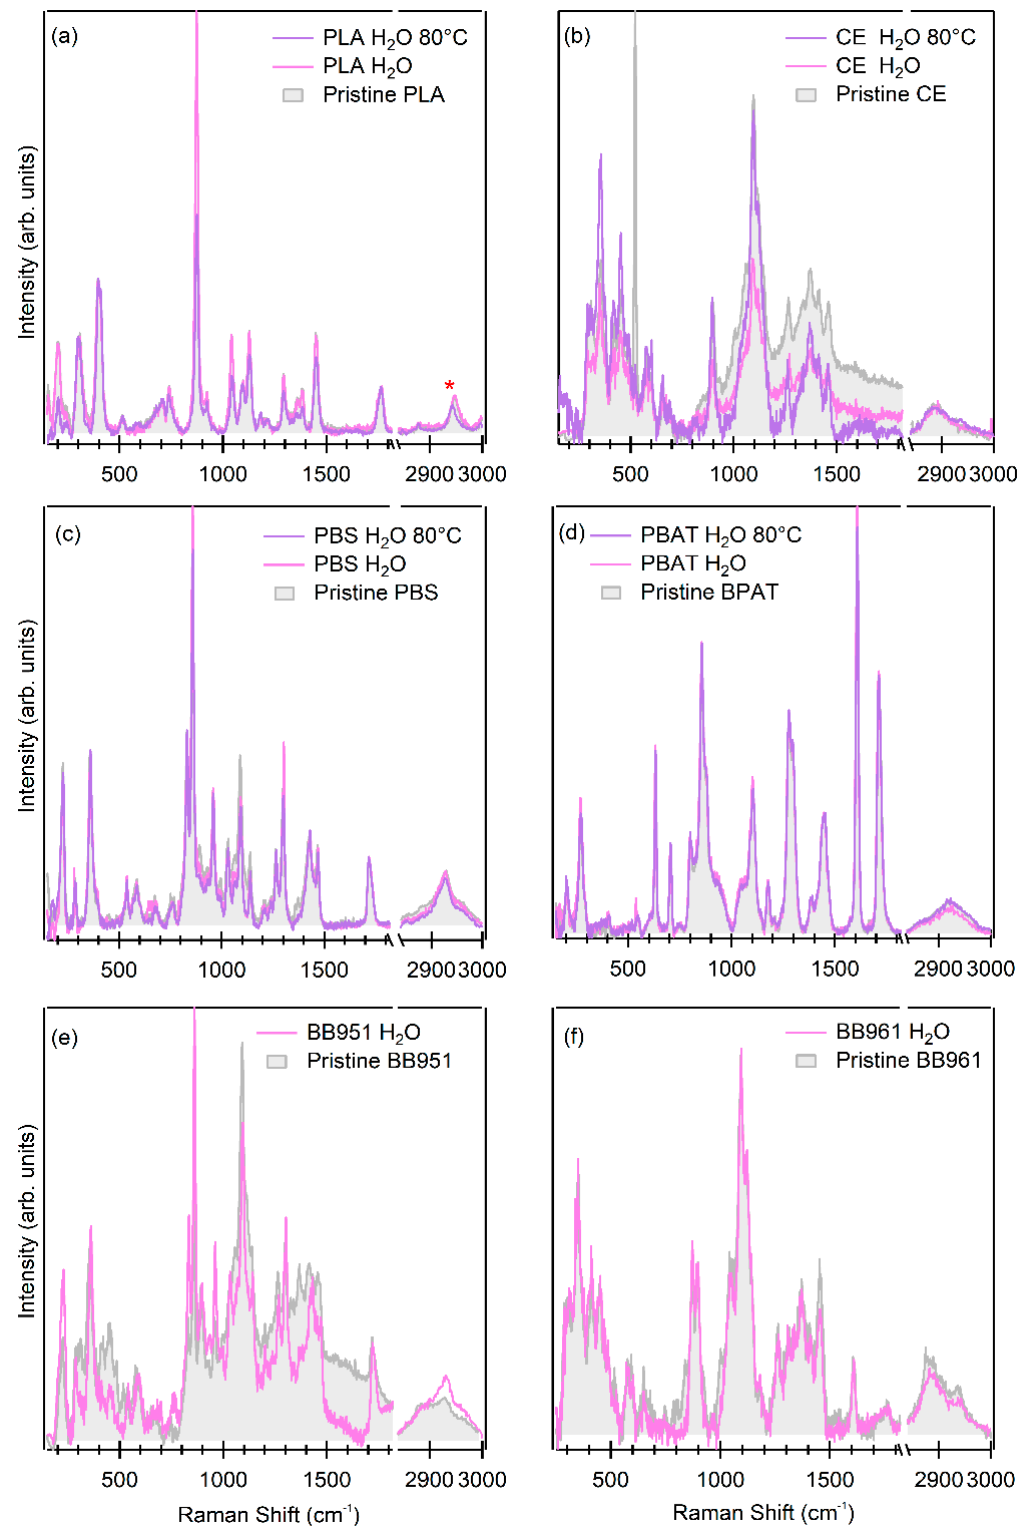 (a)
PLA H₂O 80°C
PLA H₂O
Pristine PLA
*
Intensity (arb. units)
500 1000 1500 2900 3000
(b)
CE H₂O 80°C
CE H₂O
Pristine CE
500 1000 1500 2900 3000
(c)
PBS H₂O 80°C
PBS H₂O
Pristine PBS
Intensity (arb. units)
500 1000 1500 2900 3000
(d)
PBAT H₂O 80°C
PBAT H₂O
Pristine BPAT
500 1000 1500 2900 3000
(e)
BB951 H₂O
Pristine BB951
Intensity (arb. units)
500 1000 1500 2900 3000
Raman Shift (cm⁻¹)
(f)
BB961 H₂O
Pristine BB961
500 1000 1500 2900 3000
Raman Shift (cm⁻¹)